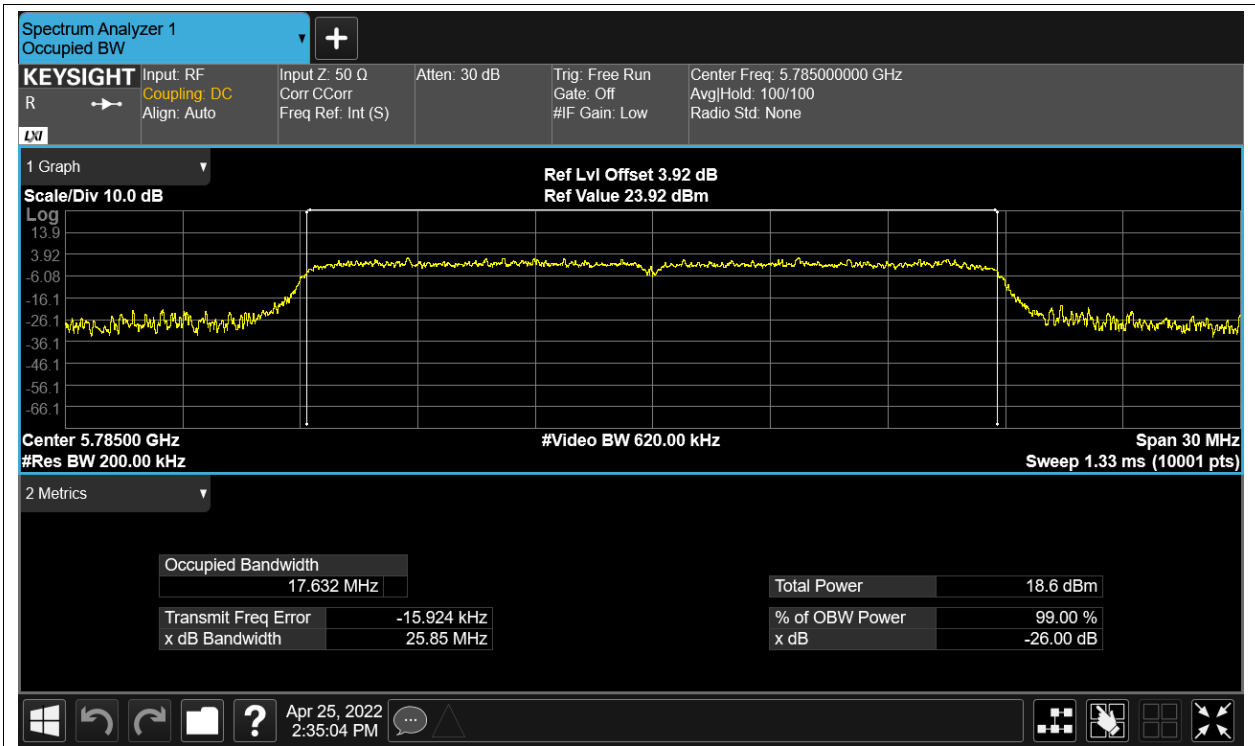 Spectrum Analyzer 1
Occupied BW
KEYSIGHT
R
LXI
Input: RF
Coupling: DC
Align: Auto
Input Z: 50 Ω
Corr CCorr
Freq Ref: Int (S)
Atten: 30 dB
Trig: Free Run
Gate: Off
#IF Gain: Low
Center Freq: 5.785000000 GHz
Avg|Hold: 100/100
Radio Std: None
1 Graph
Scale/Div 10.0 dB
Ref Lvl Offset 3.92 dB
Ref Value 23.92 dBm
Log
13.9
3.92
-6.08
-16.1
-26.1
-36.1
-46.1
-56.1
-66.1
Center 5.78500 GHz
#Video BW 620.00 kHz
Span 30 MHz
#Res BW 200.00 kHz
Sweep 1.33 ms (10001 pts)
2 Metrics
Occupied Bandwidth
17.632 MHz
Transmit Freq Error -15.924 kHz
x dB Bandwidth 25.85 MHz
Total Power 18.6 dBm
% of OBW Power 99.00 %
x dB -26.00 dB
?
Apr 25, 2022
2:35:04 PM